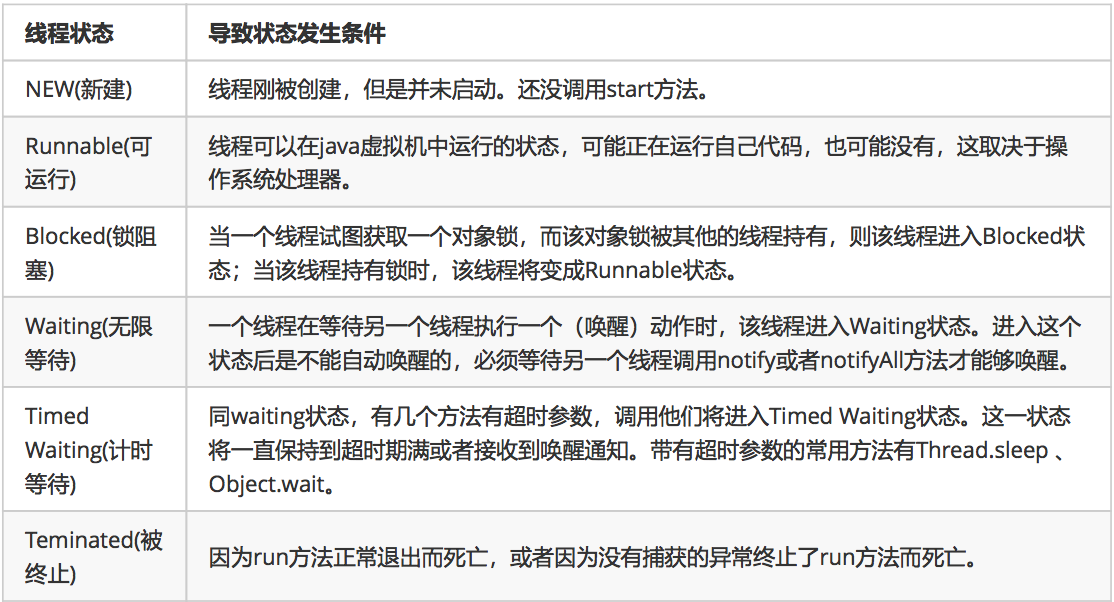 线程状态 导致状态发生条件
NEW(新建) 线程刚被创建，但是并未启动。还没调用start方法。
Runnable(可
运行)
线程可以在java虚拟机中运行的状态，可能正在运行自己代码，也可能没有，这取决于操
作系统处理器。
Blocked(锁阻
塞)
当一个线程试图获取一个对象锁，而该对象锁被其他的线程持有，则该线程进入Blocked状
态；当该线程持有锁时，该线程将变成Runnable状态。
Waiting(无限
等待)
一个线程在等待另一个线程执行一个（唤醒）动作时，该线程进入Waiting状态。进入这个
状态后是不能自动唤醒的，必须等待另一个线程调用notify或者notifyAll方法才能够唤醒。
Timed
Waiting(计时
等待)
同waiting状态，有几个方法有超时参数，调用他们将进入Timed Waiting状态。这一状态
将一直保持到超时期满或者接收到唤醒通知。带有超时参数的常用方法有Thread.sleep 、
Object.wait。
Teminated(被
终止)
因为run方法正常退出而死亡，或者因为没有捕获的异常终止了run方法而死亡。